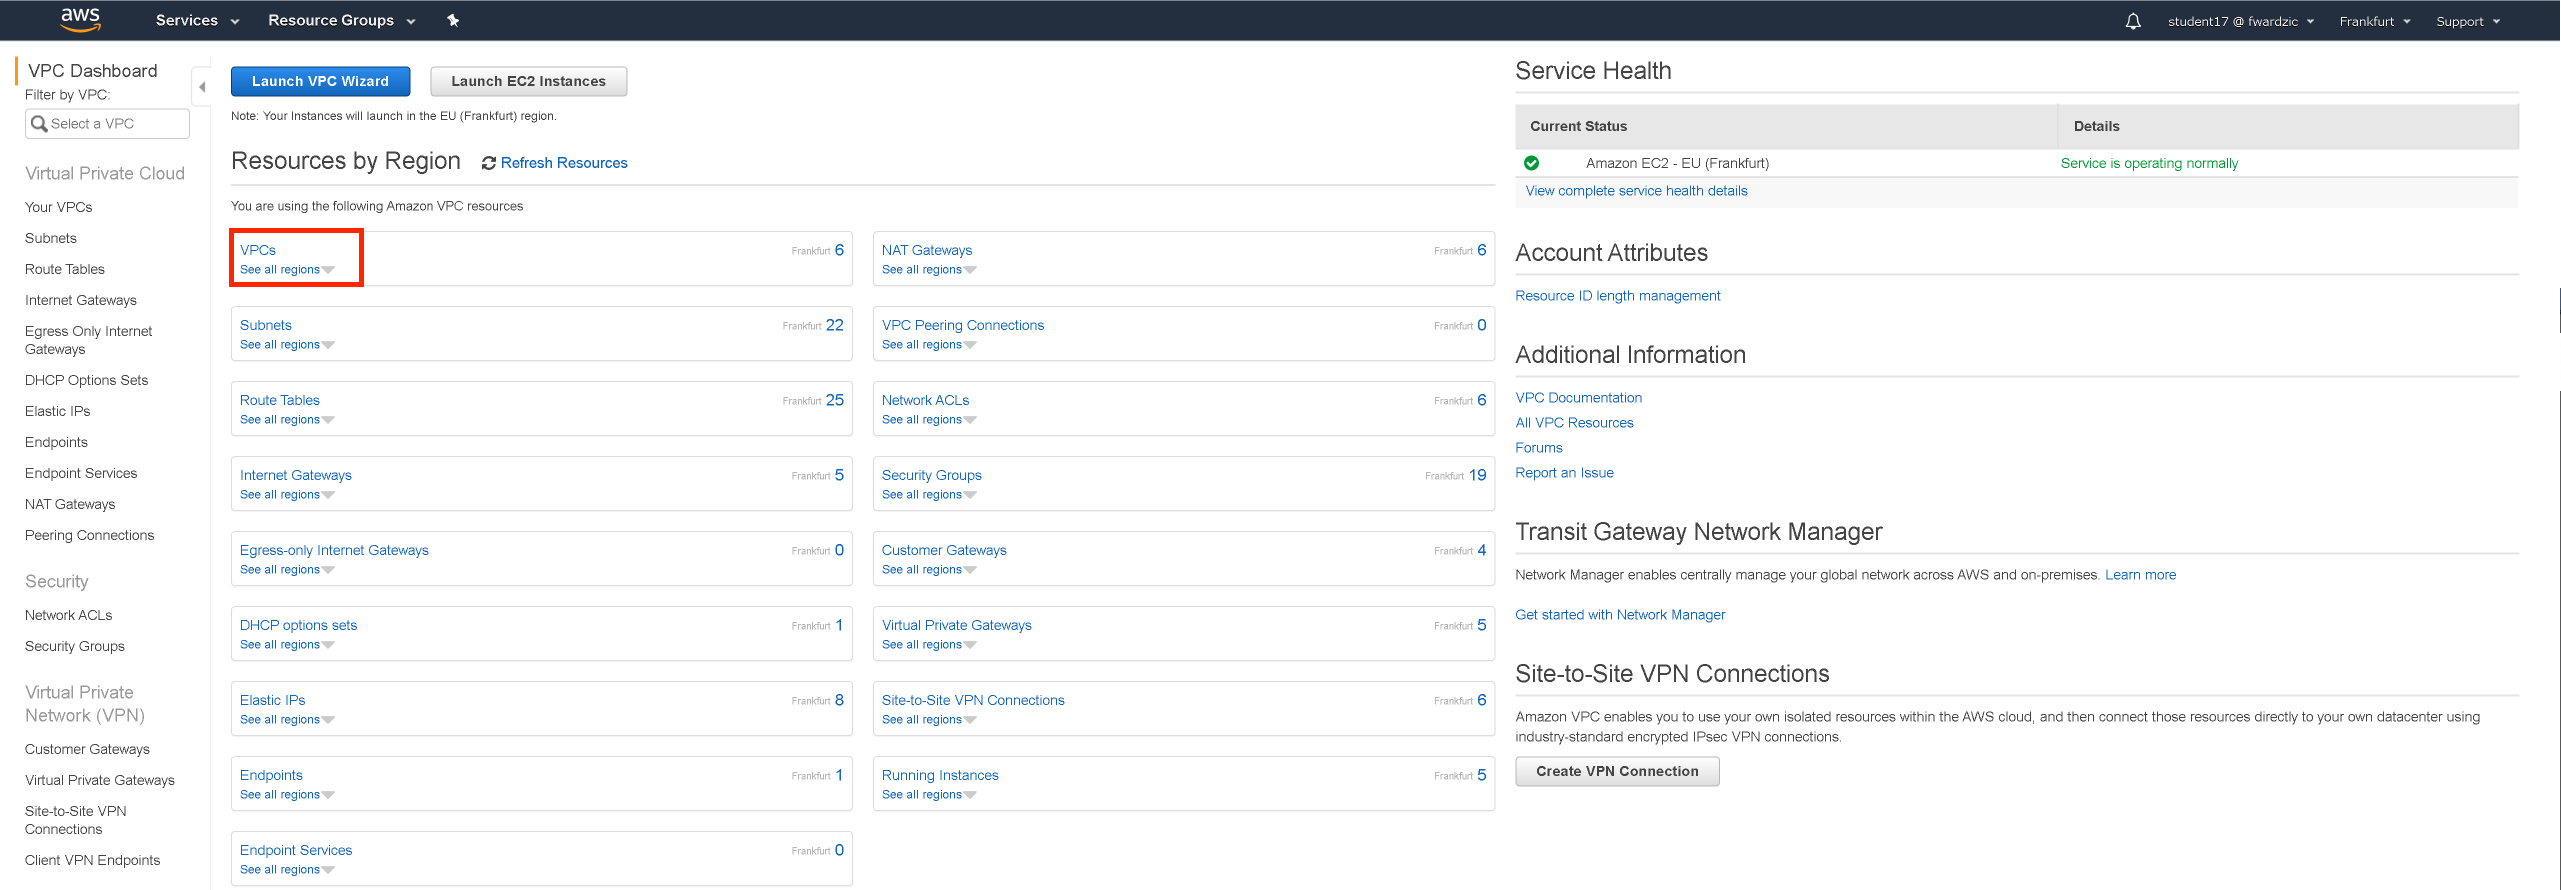 aws
Services
Resource Groups
student17 @ fwardzic
Frankfurt
Support
VPC Dashboard
Filter by VPC:
Select a VPC
Virtual Private Cloud
Your VPCs
Subnets
Route Tables
Internet Gateways
Egress Only Internet
Gateways
DHCP Options Sets
Elastic IPs
Endpoints
Endpoint Services
NAT Gateways
Peering Connections
Security
Network ACLs
Security Groups
Virtual Private
Network (VPN)
Customer Gateways
Virtual Private Gateways
Site-to-Site VPN
Connections
Client VPN Endpoints
Launch VPC Wizard
Launch EC2 Instances
Note: Your Instances will launch in the EU (Frankfurt) region.
Resources by Region
Refresh Resources
You are using the following Amazon VPC resources
VPCs
Frankfurt 6
See all regions
NAT Gateways
Frankfurt 6
See all regions
Subnets
Frankfurt 22
See all regions
VPC Peering Connections
Frankfurt 0
See all regions
Route Tables
Frankfurt 25
See all regions
Network ACLs
Frankfurt 6
See all regions
Internet Gateways
Frankfurt 5
See all regions
Security Groups
Frankfurt 19
See all regions
Egress-only Internet Gateways
Frankfurt 0
See all regions
Customer Gateways
Frankfurt 4
See all regions
DHCP options sets
Frankfurt 1
See all regions
Virtual Private Gateways
Frankfurt 5
See all regions
Elastic IPs
Frankfurt 8
See all regions
Site-to-Site VPN Connections
Frankfurt 6
See all regions
Endpoints
Frankfurt 1
See all regions
Running Instances
Frankfurt 5
See all regions
Endpoint Services
Frankfurt 0
See all regions
Service Health
Current Status
Details
Amazon EC2 - EU (Frankfurt)
Service is operating normally
View complete service health details
Account Attributes
Resource ID length management
Additional Information
VPC Documentation
All VPC Resources
Forums
Report an Issue
Transit Gateway Network Manager
Network Manager enables centrally manage your global network across AWS and on-premises. Learn more
Get started with Network Manager
Site-to-Site VPN Connections
Amazon VPC enables you to use your own isolated resources within the AWS cloud, and then connect those resources directly to your own datacenter using
industry-standard encrypted IPsec VPN connections.
Create VPN Connection